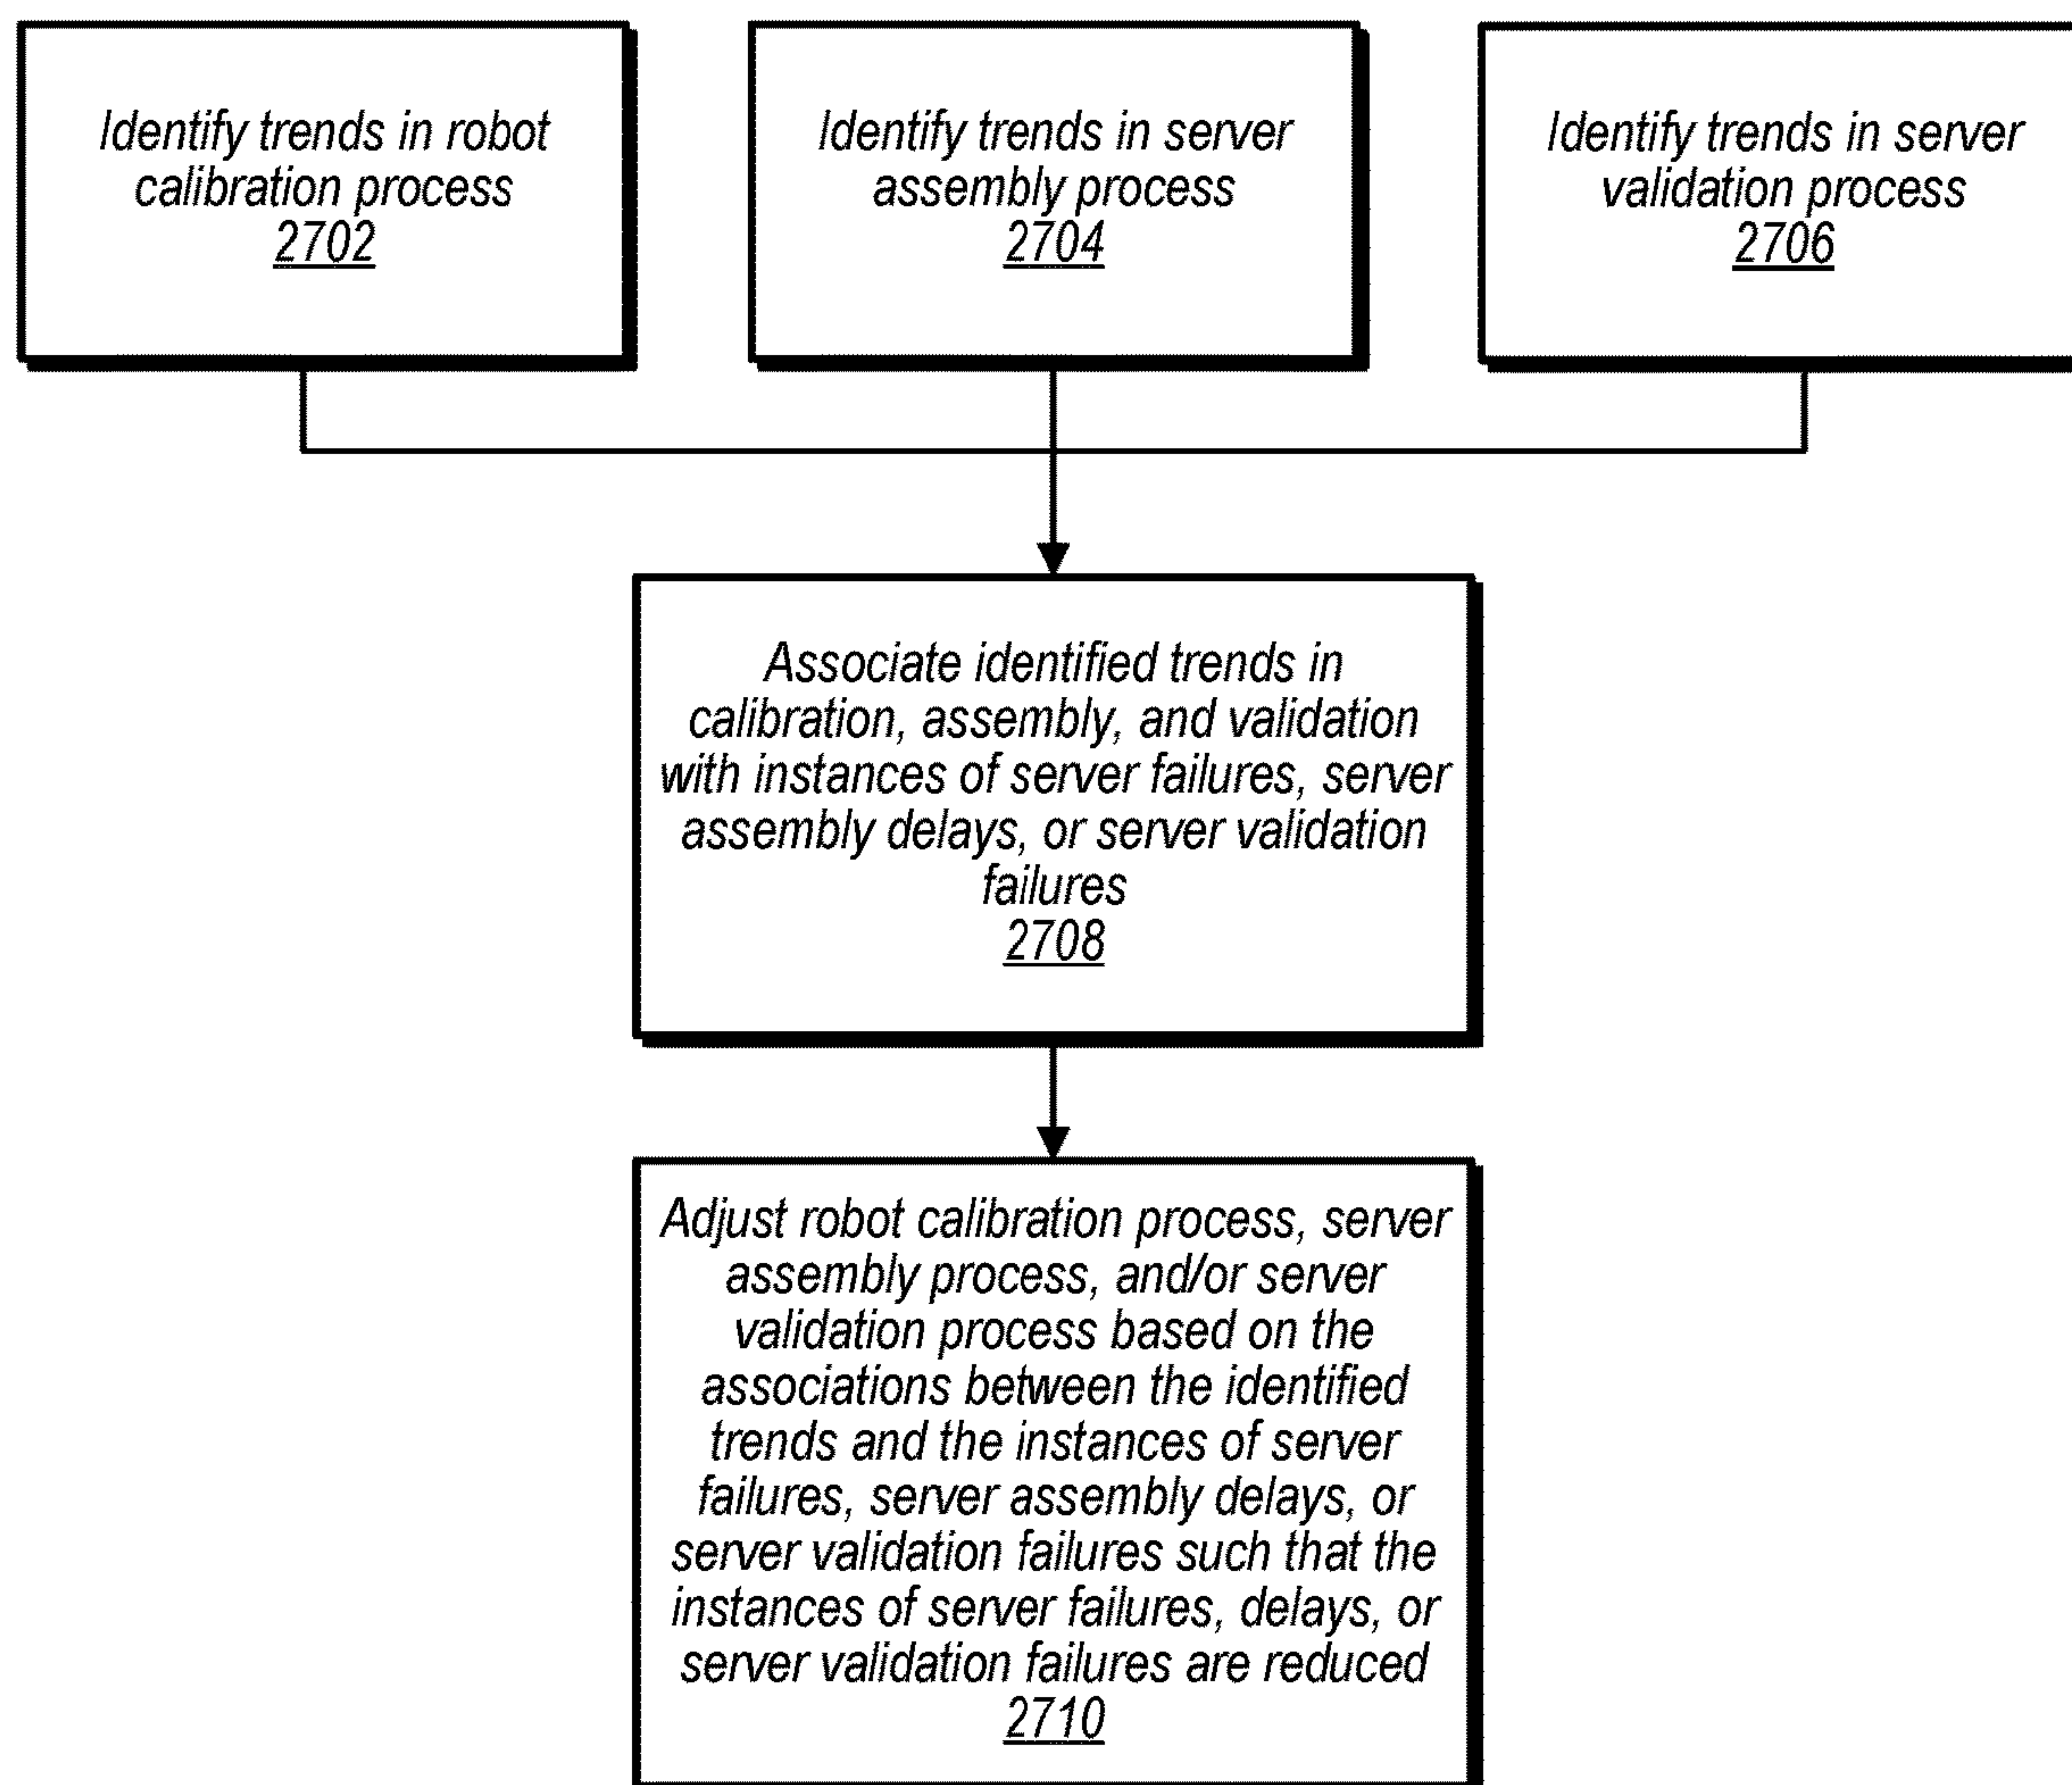 Identify trends in robot
calibration process
2702
Identify trends in server
assembly process
2704
Identify trends in server
validation process
2706
Associate identified trends in
calibration, assembly, and validation
with instances of server failures, server
assembly delays, or server validation
failures
2708
Adjust robot calibration process, server
assembly process, and/or server
validation process based on the
associations between the identified
trends and the instances of server
failures, server assembly delays, or
server validation failures such that the
instances of server failures, delays, or
server validation failures are reduced
2710